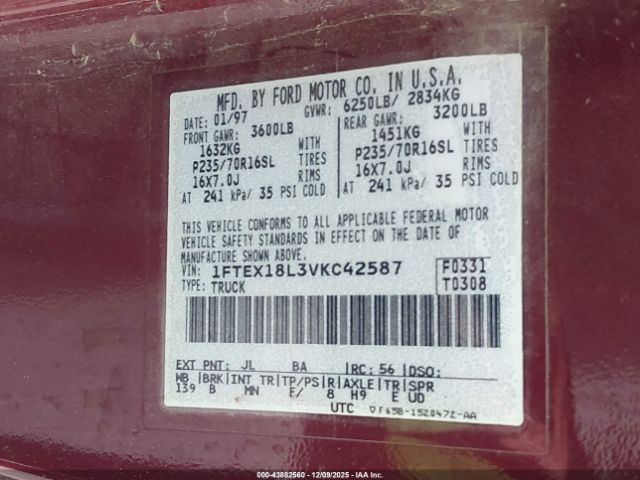 MFD. BY FORD MOTOR CO. IN U.S.A.
DATE: 01/97 GVWR: 6250LB/ 2834KG
FRONT GAWR: 3600LB REAR GAWR: 3200LB
1632KG WITH 1451KG WITH
P235/70R16SL TIRES P235/70R16SL TIRES
16X7.0J RIMS 16X7.0J RIMS
AT 241 kPa/ 35 PSI COLD AT 241 kPa/ 35 PSI COLD
THIS VEHICLE CONFORMS TO ALL APPLICABLE FEDERAL MOTOR
VEHICLE SAFETY STANDARDS IN EFFECT ON THE DATE OF
MANUFACTURE SHOWN ABOVE.
VIN: 1FTEX18L3VKC42587 F0331
TYPE: TRUCK T0308
EXT PNT: JL BA |RC: 56 |DSO:
WB |BRK|INT TR|TP/PS|R|AXLE|TR|SPR
139 B MN E/ 8 H9 E UD
UTC F65B-1520472-AA
000-43882560 - 12/09/2025 - IAAI.com